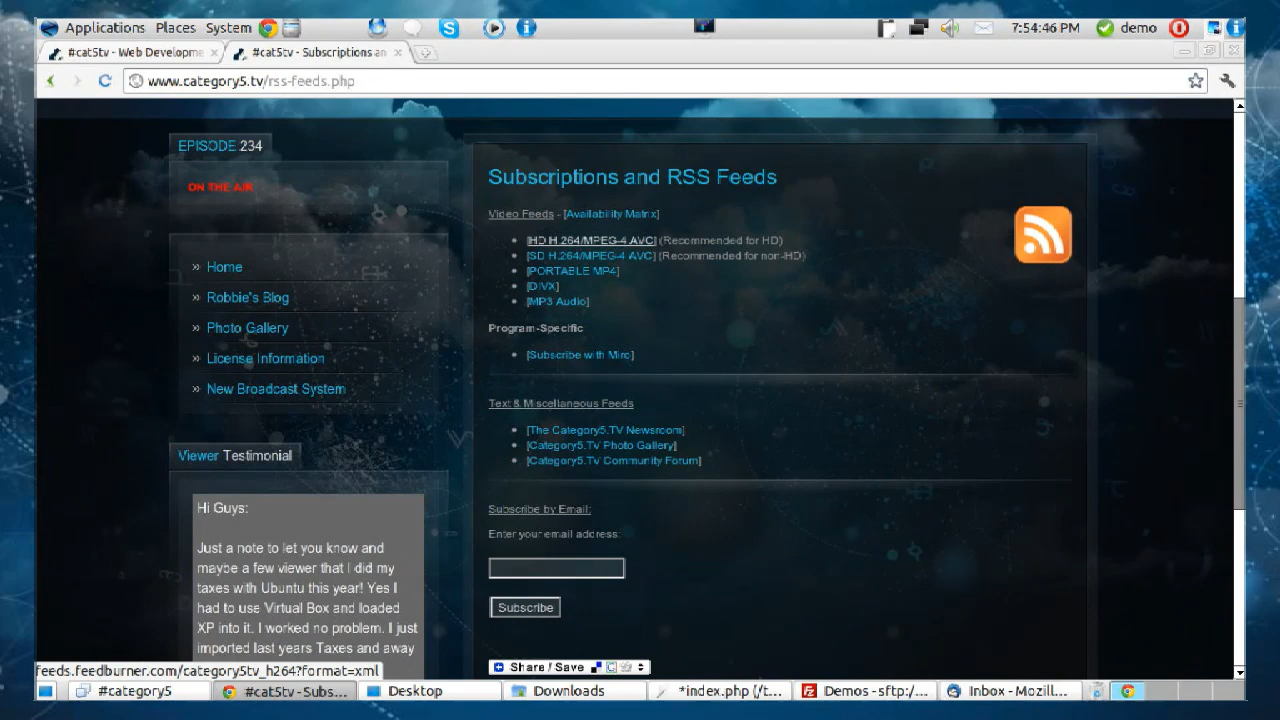 Applications Places System 7:54:46 PM demo
#cat5tv - Web Developme #cat5tv - Subscriptions an
www.category5.tv/rss-feeds.php
EPISODE 234
ON THE AIR
» Home
» Robbie's Blog
» Photo Gallery
» License Information
» New Broadcast System
Viewer Testimonial
Hi Guys:
Just a note to let you know and
maybe a few viewer that I did my
taxes with Ubuntu this year! Yes I
had to use Virtual Box and loaded
XP into it. I worked no problem. I just
imported last years Taxes and away
Subscriptions and RSS Feeds
Video Feeds - [Availability Matrix]
[HD H.264/MPEG-4 AVC] (Recommended for HD)
[SD H.264/MPEG-4 AVC] (Recommended for non-HD)
[PORTABLE MP4]
[DIVX]
[MP3 Audio]
Program-Specific
[Subscribe with Miro]
Text & Miscellaneous Feeds
[The Category5.TV Newsroom]
[Category5.TV Photo Gallery]
[Category5.TV Community Forum]
Subscribe by Email:
Enter your email address:
Subscribe
Share / Save
feeds.feedburner.com/category5tv_h264?format=xml
#category5 #cat5tv - Subs... Desktop Downloads *index.php (/t... Demos - sftp:/... Inbox - Mozill...